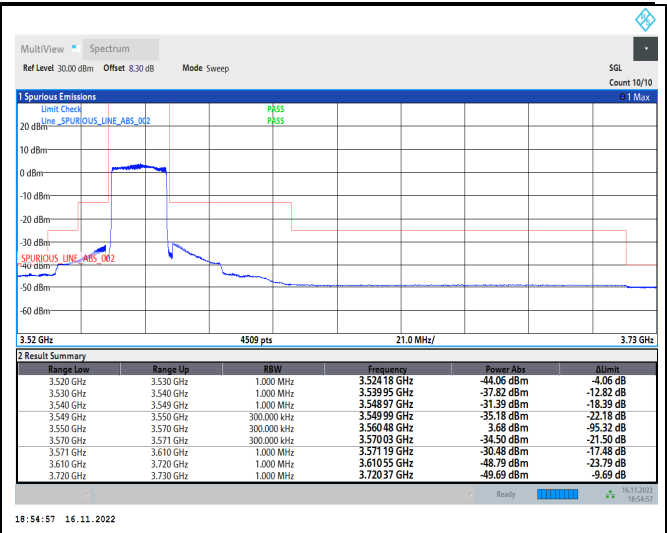 R&S
MultiView Spectrum
Ref Level 30.00 dBm Offset 8.30 dB Mode Sweep SGL
Count 10/10
1 Spurious Emissions 1 Max
Limit Check PASS
Line _SPURIOUS_LINE_ABS_002 PASS
20 dBm
10 dBm
0 dBm
-10 dBm
-20 dBm
-30 dBm
_SPURIOUS_LINE_ABS_002
-40 dBm
-50 dBm
-60 dBm
3.52 GHz 4509 pts 21.0 MHz/ 3.73 GHz
2 Result Summary
Range Low Range Up RBW Frequency Power Abs ΔLimit
3.520 GHz 3.530 GHz 1.000 MHz 3.52418 GHz -44.06 dBm -4.06 dB
3.530 GHz 3.540 GHz 1.000 MHz 3.53995 GHz -37.82 dBm -12.82 dB
3.540 GHz 3.549 GHz 1.000 MHz 3.54897 GHz -31.39 dBm -18.39 dB
3.549 GHz 3.550 GHz 300.000 kHz 3.54999 GHz -35.18 dBm -22.18 dB
3.550 GHz 3.570 GHz 300.000 kHz 3.56048 GHz 3.68 dBm -95.32 dB
3.570 GHz 3.571 GHz 300.000 kHz 3.57003 GHz -34.50 dBm -21.50 dB
3.571 GHz 3.610 GHz 1.000 MHz 3.57119 GHz -30.48 dBm -17.48 dB
3.610 GHz 3.720 GHz 1.000 MHz 3.61055 GHz -48.79 dBm -23.79 dB
3.720 GHz 3.730 GHz 1.000 MHz 3.72037 GHz -49.69 dBm -9.69 dB
Ready 16.11.2022
18:54:57
18:54:57 16.11.2022